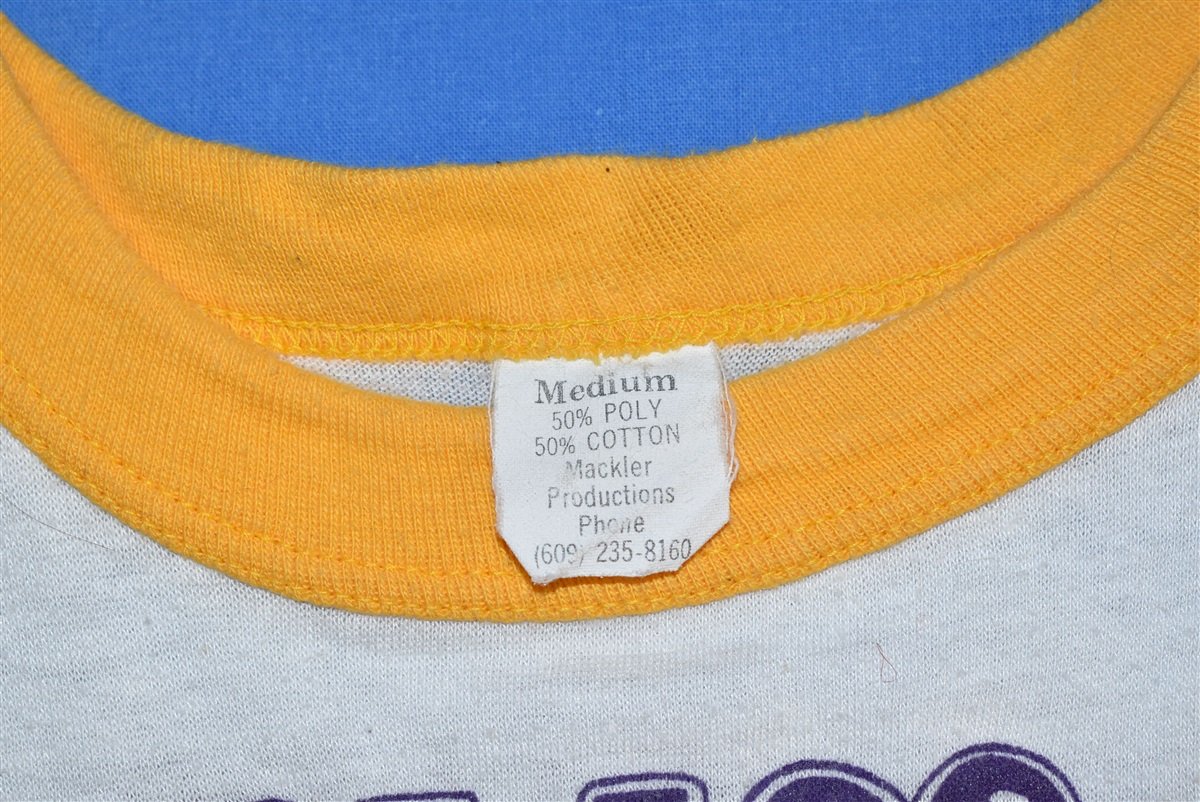 Medium
50% POLY
50% COTTON
Mackler
Productions
Phone
(609) 235-8160